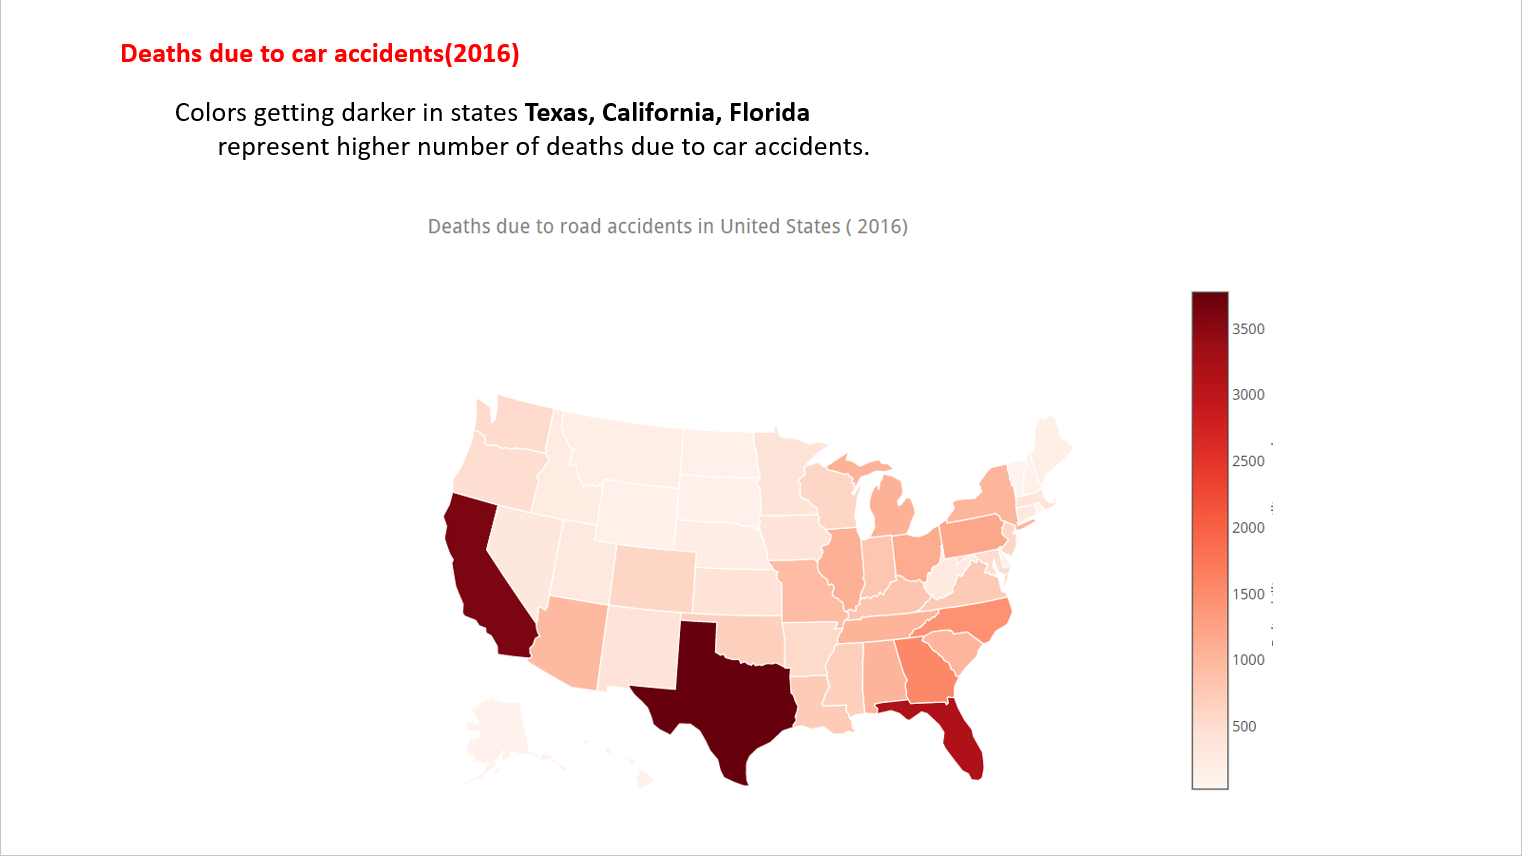 Deaths due to car accidents(2016)
Colors getting darker in states Texas, California, Florida
represent higher number of deaths due to car accidents.
Deaths due to road accidents in United States ( 2016)
3500
3000
2500
2000
1500
1000
500